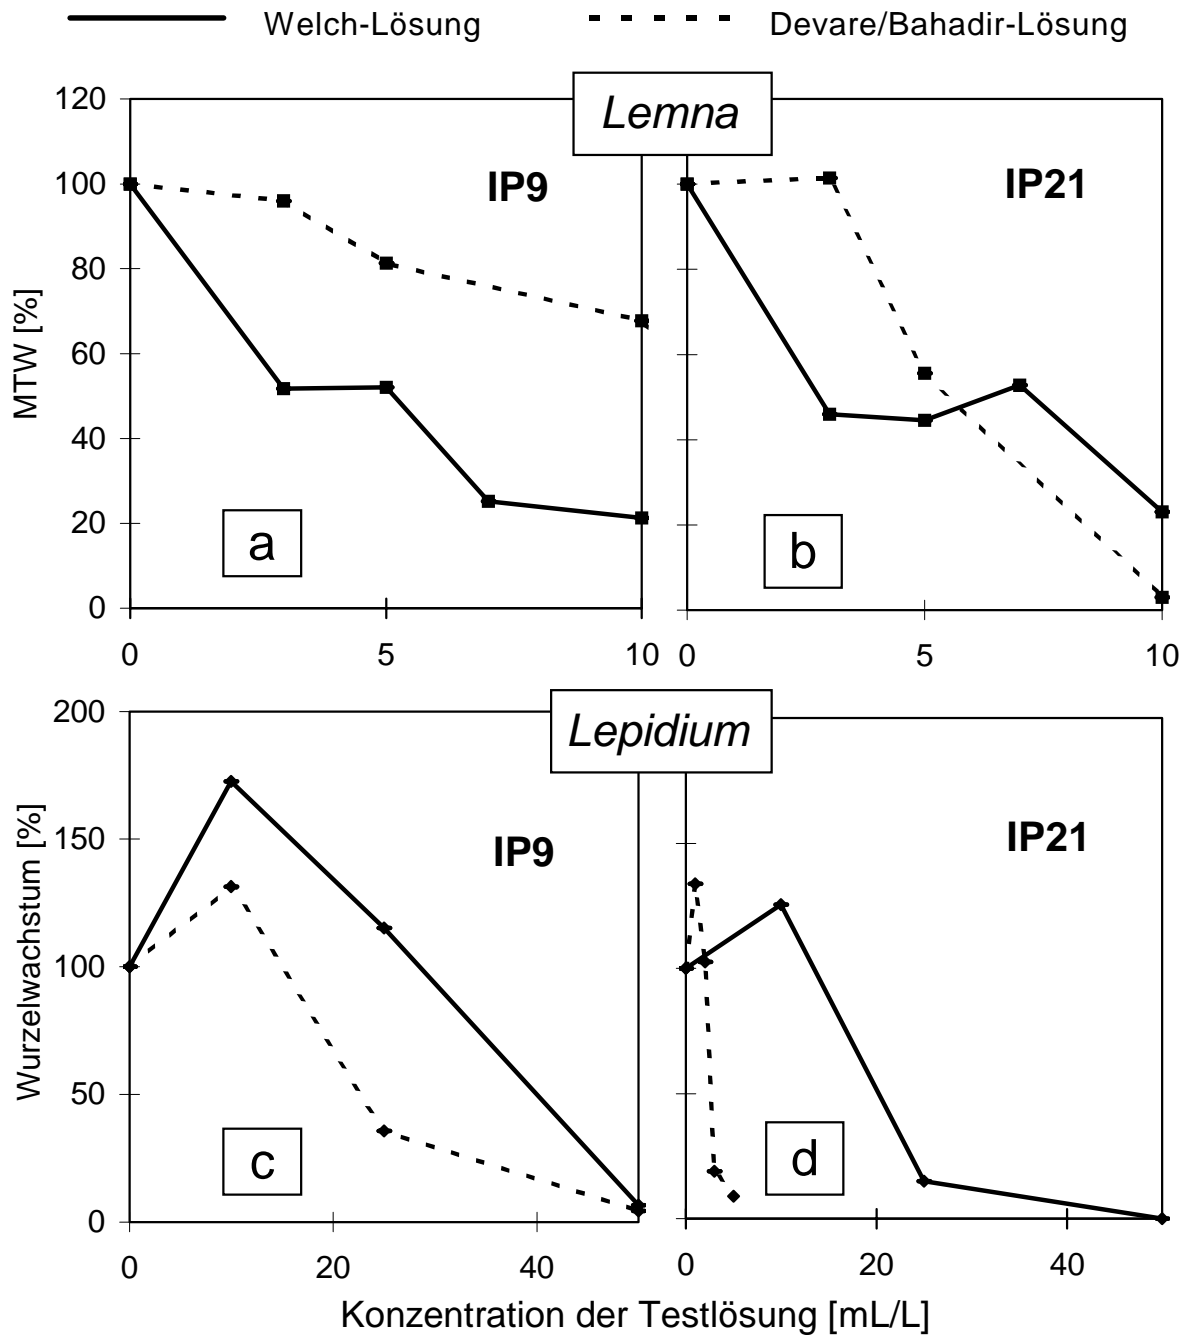 Welch-Lösung Devare/Bahadir-Lösung
Lemna
120
100
80
60
40
20
0
MTW [%]
IP9
IP21
a
b
0 5 10 0 5 10
Lepidium
200
150
100
50
0
Wurzelwachstum [%]
IP9
IP21
c
d
0 20 40 0 20 40
Konzentration der Testlösung [mL/L]